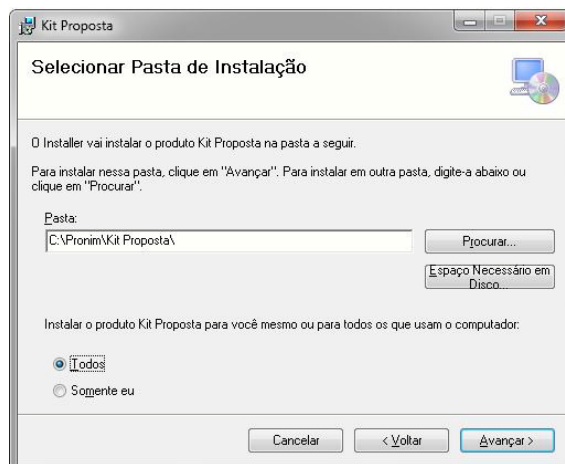 Kit Proposta
Selecionar Pasta de Instalação
O Installer vai instalar o produto Kit Proposta na pasta a seguir.
Para instalar nessa pasta, clique em "Avançar". Para instalar em outra pasta, digite-a abaixo ou
clique em "Procurar".
Pasta:
C:\Pronim\Kit Proposta\
Procurar...
Espaço Necessário em
Disco...
Instalar o produto Kit Proposta para você mesmo ou para todos os que usam o computador:
Todos
Somente eu
Cancelar
< Voltar
Avançar >